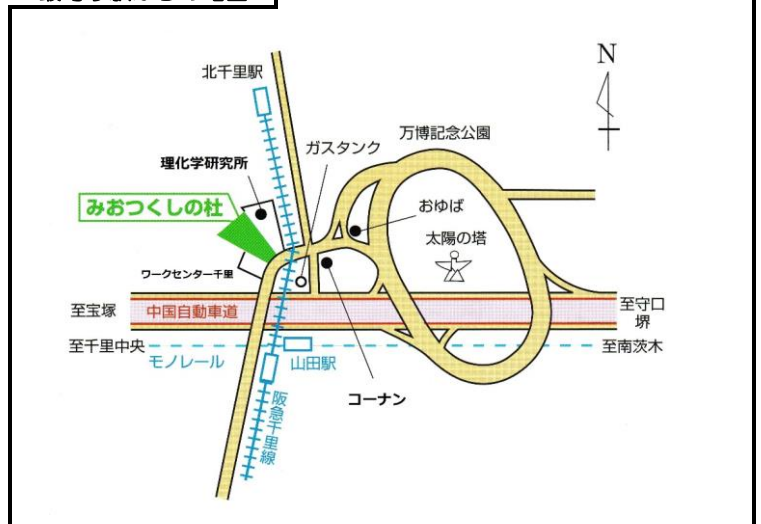 北千里駅
N
万博記念公園
ガスタンク
理化学研究所
みおつくしの杜
おゆば
太陽の塔
ワークセンター千里
至宝塚
中国自動車道
至守口
堺
至千里中央
モノレール
山田駅
至南茨木
コーナン
阪急千里線